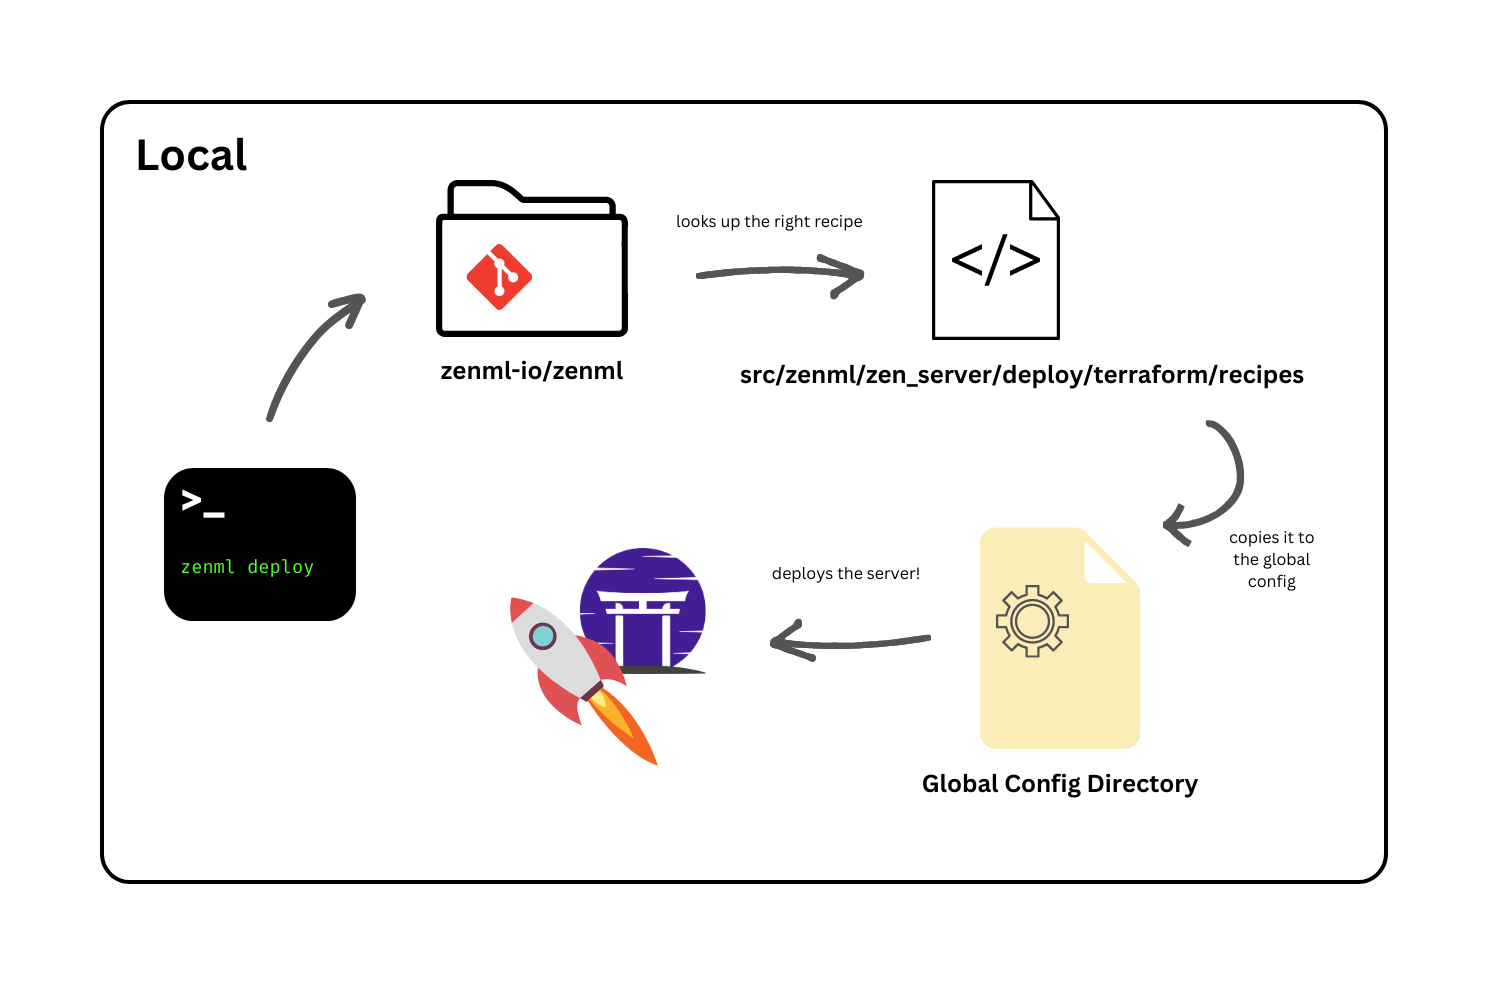 Local
looks up the right recipe
</>
zenml-io/zenml
src/zenml/zen_server/deploy/terraform/recipes
>_
zenml deploy
copies it to
the global
config
deploys the server!
Global Config Directory